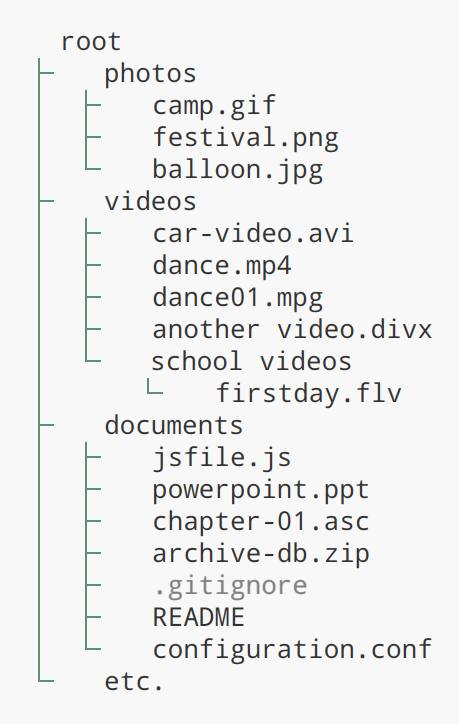 root
photos
camp.gif
festival.png
balloon.jpg
videos
car-video.avi
dance.mp4
dance01.mpg
another video.divx
school videos
firstday.flv
documents
jsfile.js
powerpoint.ppt
chapter-01.asc
archive-db.zip
.gitignore
README
configuration.conf
etc.